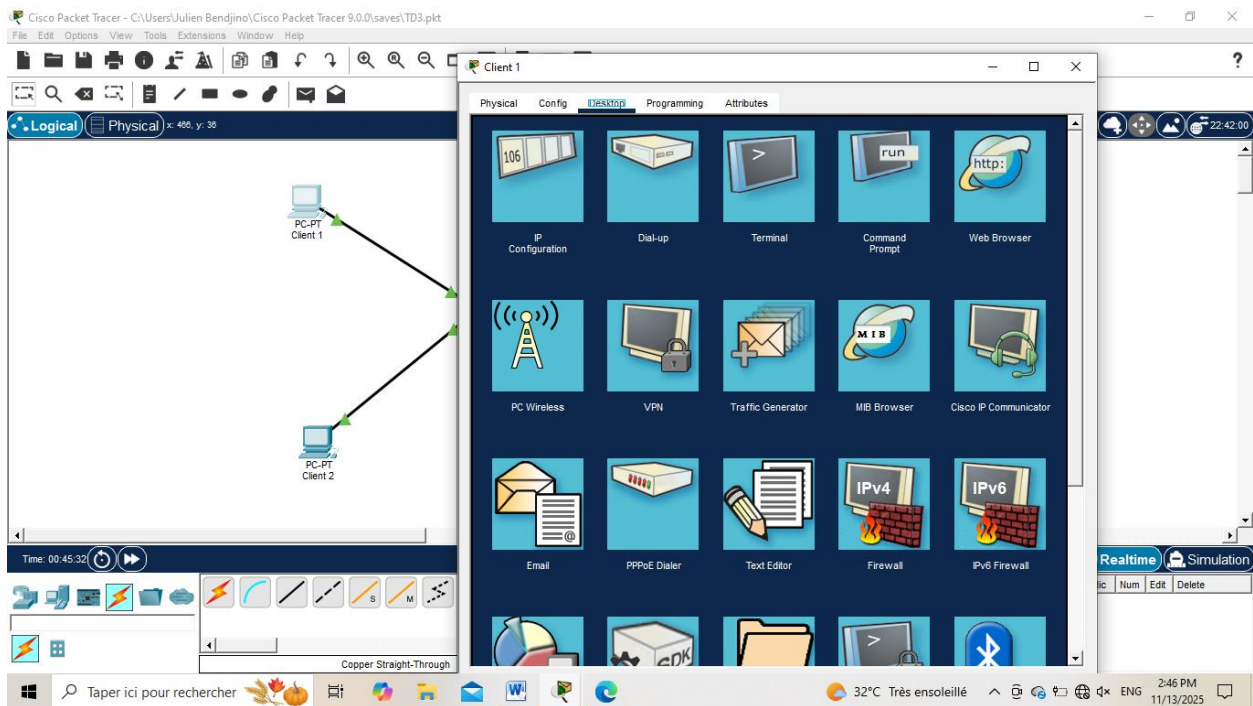 Cisco Packet Tracer - C:\Users\Julien Bendjino\Cisco Packet Tracer 9.0.0\saves\TD3.pkt
File Edit Options View Tools Extensions Window Help
?
Client 1
Physical Config Desktop Programming Attributes
Logical Physical x: 466, y: 36
22:42:00
106
>
run
http:
IP Configuration
Dial-up
Terminal
Command Prompt
Web Browser
PC-PT
Client 1
MIB
PC Wireless
VPN
Traffic Generator
MIB Browser
Cisco IP Communicator
PC-PT
Client 2
@
IPv4
IPv6
Email
PPPoE Dialer
Text Editor
Firewall
IPv6 Firewall
Time: 00:45:32
Realtime Simulation
S
M
Num Edit Delete
SDK
>
Copper Straight-Through
Taper ici pour rechercher
W
32°C Très ensoleillé
ENG
2:46 PM
11/13/2025